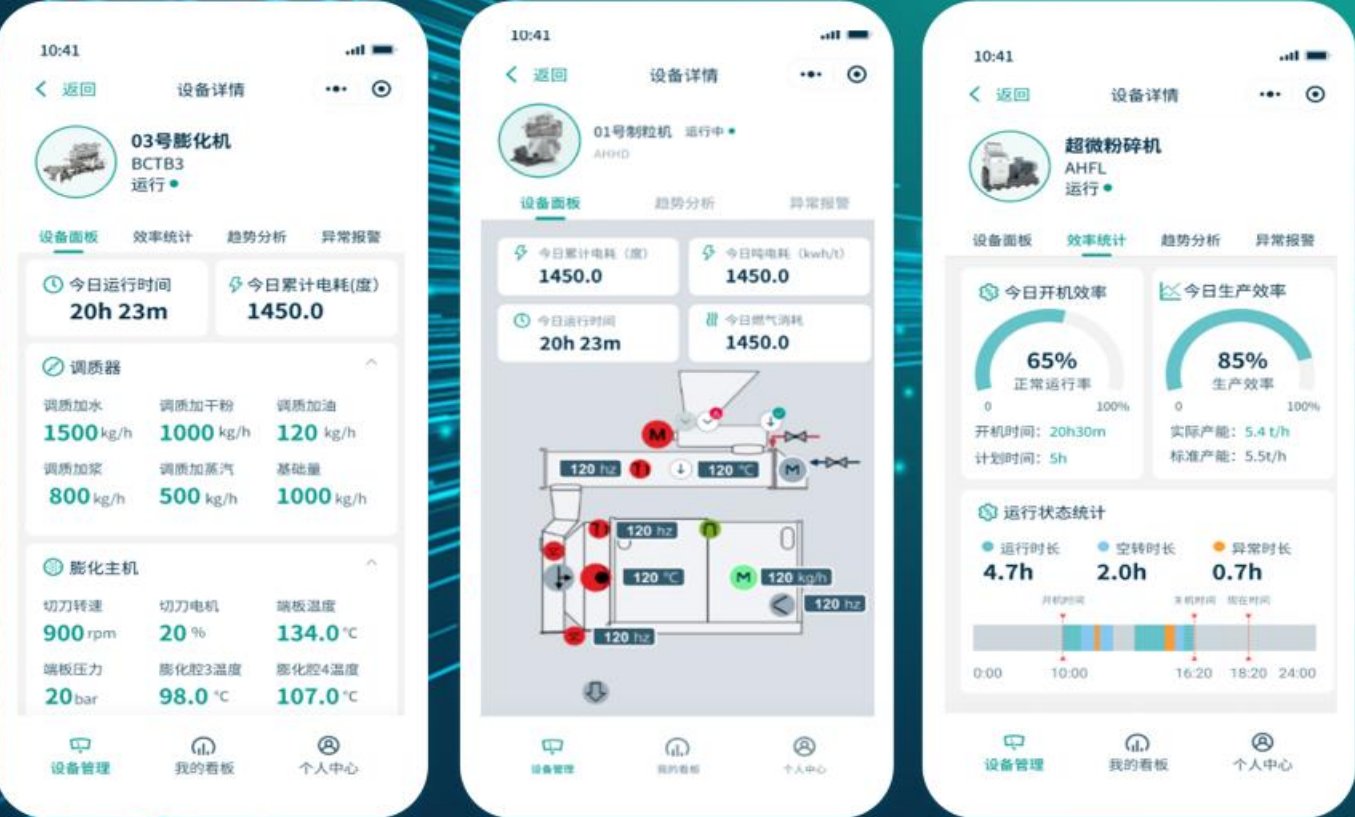 10:41
返回
设备详情
03号膨化机
BCTB3
运行
设备面板 效率统计 趋势分析 异常报警
今日运行时间
20h 23m
今日累计电耗(度)
1450.0
调质器
调质加水 调质加干粉 调质加油
1500 kg/h 1000 kg/h 120 kg/h
调质加浆 调质加蒸汽 基础量
800 kg/h 500 kg/h 1000 kg/h
膨化主机
切刀转速 切刀电机 端板温度
900 rpm 20 % 134.0 ℃
端板压力 膨化腔3温度 膨化腔4温度
20 bar 98.0 ℃ 107.0 ℃
设备管理 我的看板 个人中心
10:41
返回
设备详情
01号制粒机 运行中
AHHD
设备面板 趋势分析 异常报警
今日累计电耗（度）
1450.0
今日吨电耗（kwh/t）
1450.0
今日运行时间
20h 23m
今日燃气消耗
1450.0
M
120 hz 120 ℃ M
120 hz
120 ℃ M 120 kg/h
120 hz
120 hz
设备管理 我的看板 个人中心
10:41
返回
设备详情
超微粉碎机
AHFL
运行
设备面板 效率统计 趋势分析 异常报警
今日开机效率
65%
正常运行率
0 100%
开机时间：20h30m
计划时间：5h
今日生产效率
85%
生产效率
0 100%
实际产能：5.4 t/h
标准产能：5.5t/h
运行状态统计
运行时长 空转时长 异常时长
4.7h 2.0h 0.7h
开机时间 关机时间 现在时间
0:00 10:00 16:20 18:20 24:00
设备管理 我的看板 个人中心